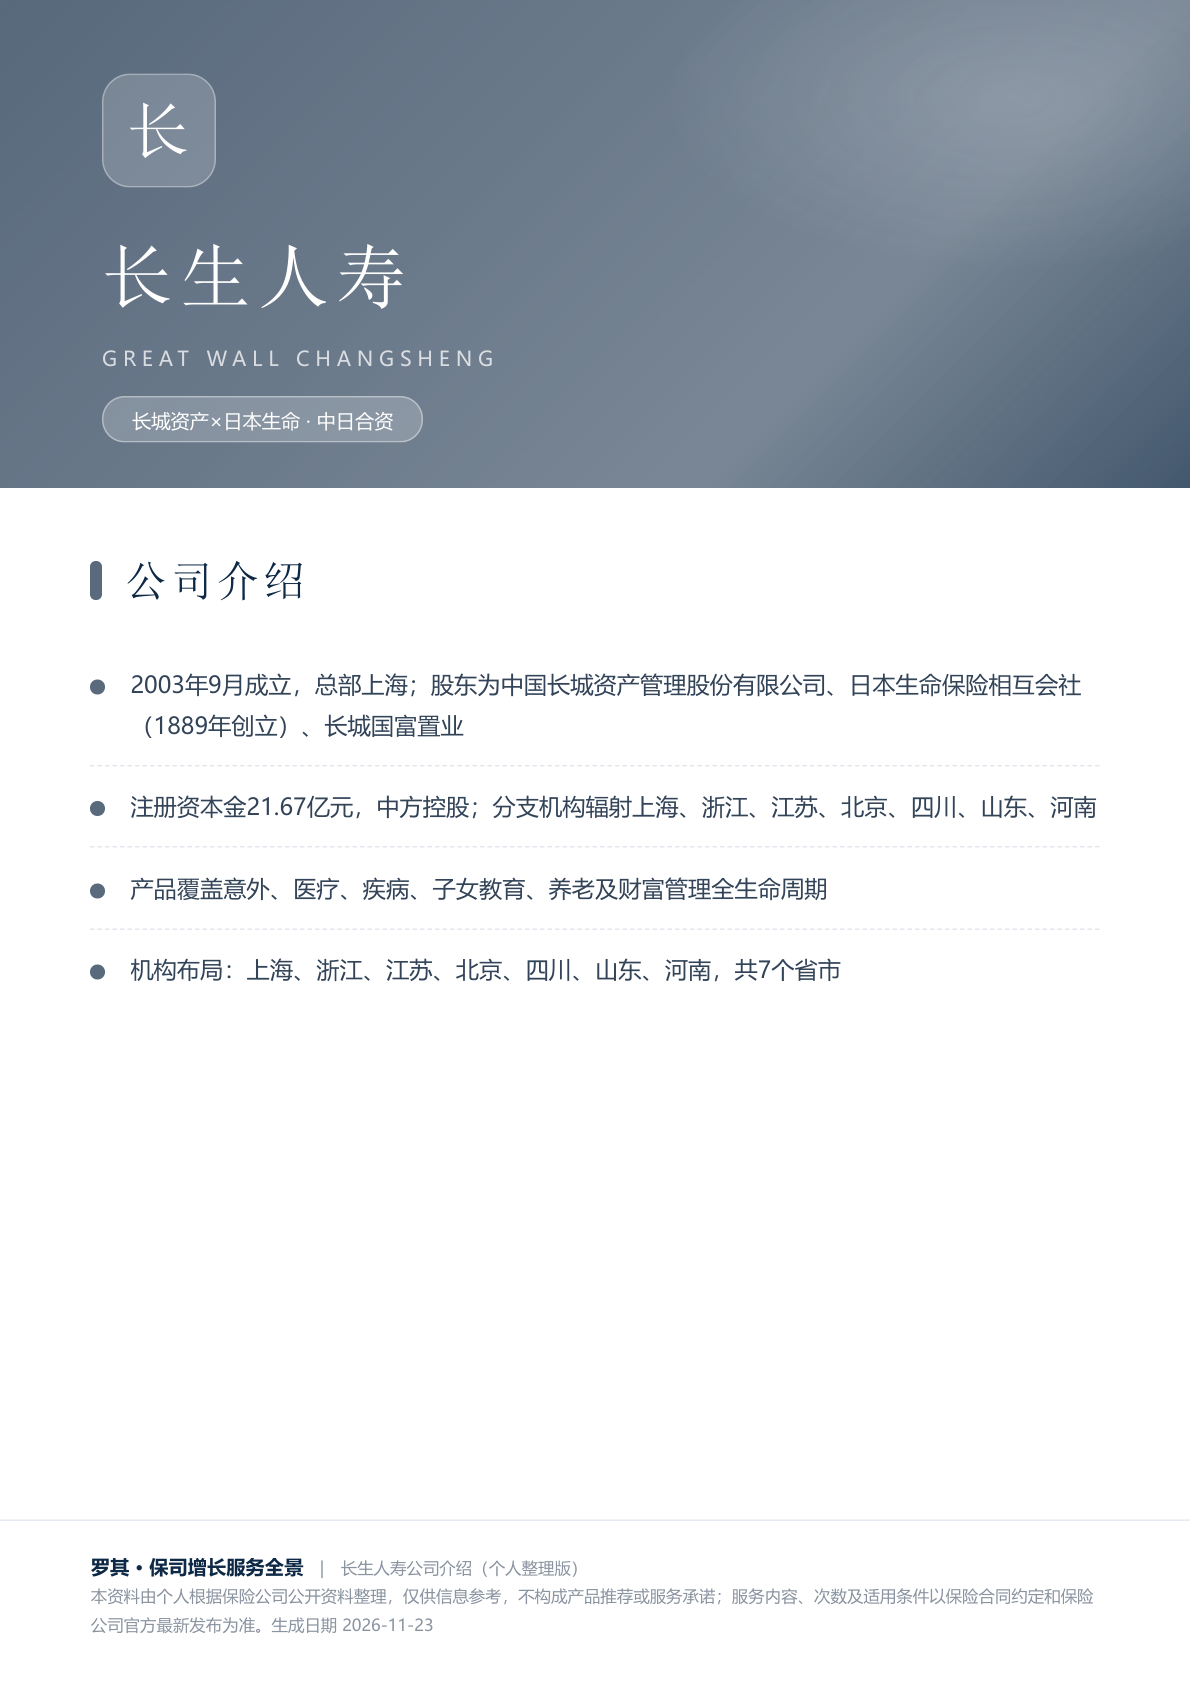 长
长生人寿
GREAT WALL CHANGSHENG
长城资产×日本生命 · 中日合资
公司介绍
2003年9月成立，总部上海；股东为中国长城资产管理股份有限公司、日本生命保险相互会社
（1889年创立）、长城国富置业
注册资本金21.67亿元，中方控股；分支机构辐射上海、浙江、江苏、北京、四川、山东、河南
产品覆盖意外、医疗、疾病、子女教育、养老及财富管理全生命周期
机构布局：上海、浙江、江苏、北京、四川、山东、河南，共7个省市
罗其 • 保司增长服务全景 | 长生人寿公司介绍（个人整理版）
本资料由个人根据保险公司公开资料整理，仅供信息参考，不构成产品推荐或服务承诺；服务内容、次数及适用条件以保险合同约定和保险
公司官方最新发布为准。生成日期 2026-11-23